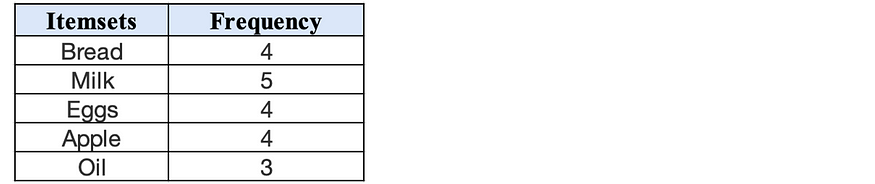 Itemsets Frequency
Bread 4
Milk 5
Eggs 4
Apple 4
Oil 3